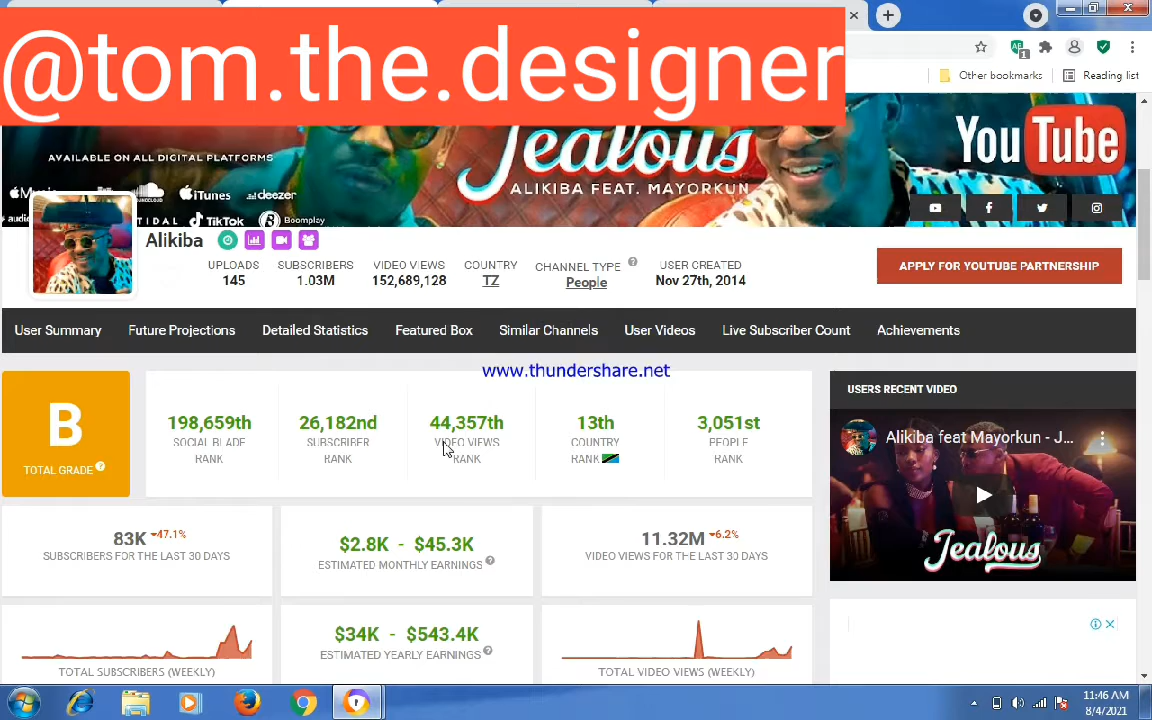 @tom.the.designer
Other bookmarks
Reading list
AVAILABLE ON ALL DIGITAL PLATFORMS
Jealous
ALIKIBA FEAT. MAYORKUN
YouTube
iTunes
deezer
TIDAL
TikTok
Boomplay
Alikiba
UPLOADS
145
SUBSCRIBERS
1.03M
VIDEO VIEWS
152,689,128
COUNTRY
TZ
CHANNEL TYPE
People
USER CREATED
Nov 27th, 2014
APPLY FOR YOUTUBE PARTNERSHIP
User Summary
Future Projections
Detailed Statistics
Featured Box
Similar Channels
User Videos
Live Subscriber Count
Achievements
www.thundershare.net
B
TOTAL GRADE
198,659th
SOCIAL BLADE
RANK
26,182nd
SUBSCRIBER
RANK
44,357th
VIDEO VIEWS
RANK
13th
COUNTRY
RANK
3,051st
PEOPLE
RANK
USERS RECENT VIDEO
Alikiba feat Mayorkun - J...
Jealous
83K -47.1%
SUBSCRIBERS FOR THE LAST 30 DAYS
$2.8K - $45.3K
ESTIMATED MONTHLY EARNINGS
11.32M -6.2%
VIDEO VIEWS FOR THE LAST 30 DAYS
TOTAL SUBSCRIBERS (WEEKLY)
$34K - $543.4K
ESTIMATED YEARLY EARNINGS
TOTAL VIDEO VIEWS (WEEKLY)
11:46 AM
8/4/2021